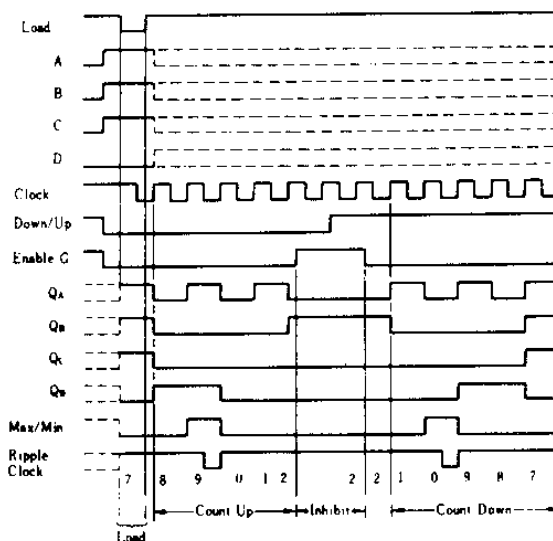 Load
A
B
C
D
Clock
Down/Up
Enable G
QA
QB
QC
QD
Max/Min
Ripple
Clock
7 8 9 0 1 2 2 2 1 0 9 8 7
Count Up Inhibit Count Down
Load